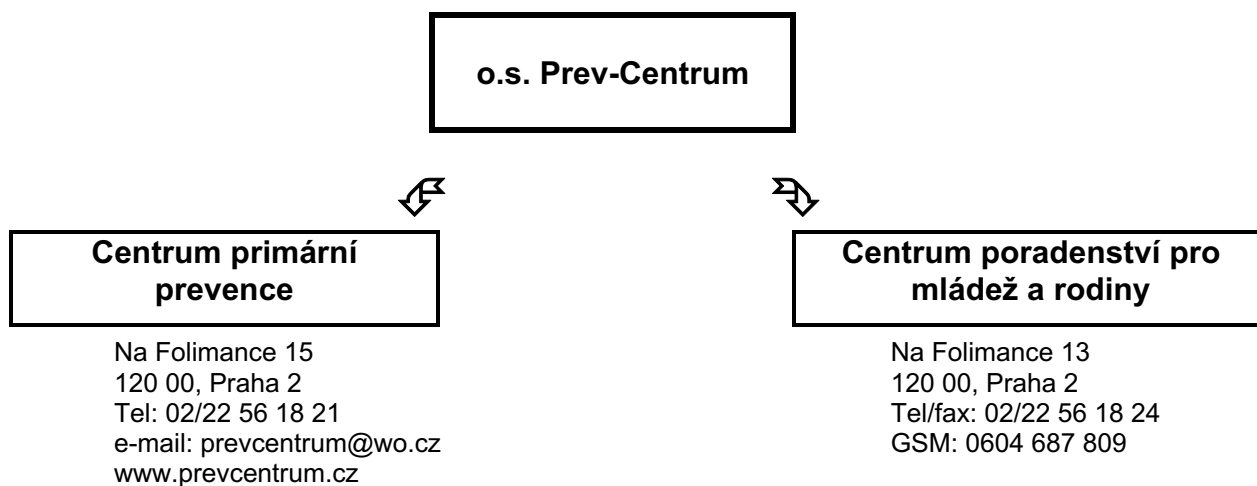 o.s. Prev-Centrum
Centrum primární
prevence
Na Folimance 15
120 00, Praha 2
Tel: 02/22 56 18 21
e-mail: prevcentrum@wo.cz
www.prevcentrum.cz
Centrum poradenství pro
mládež a rodiny
Na Folimance 13
120 00, Praha 2
Tel/fax: 02/22 56 18 24
GSM: 0604 687 809